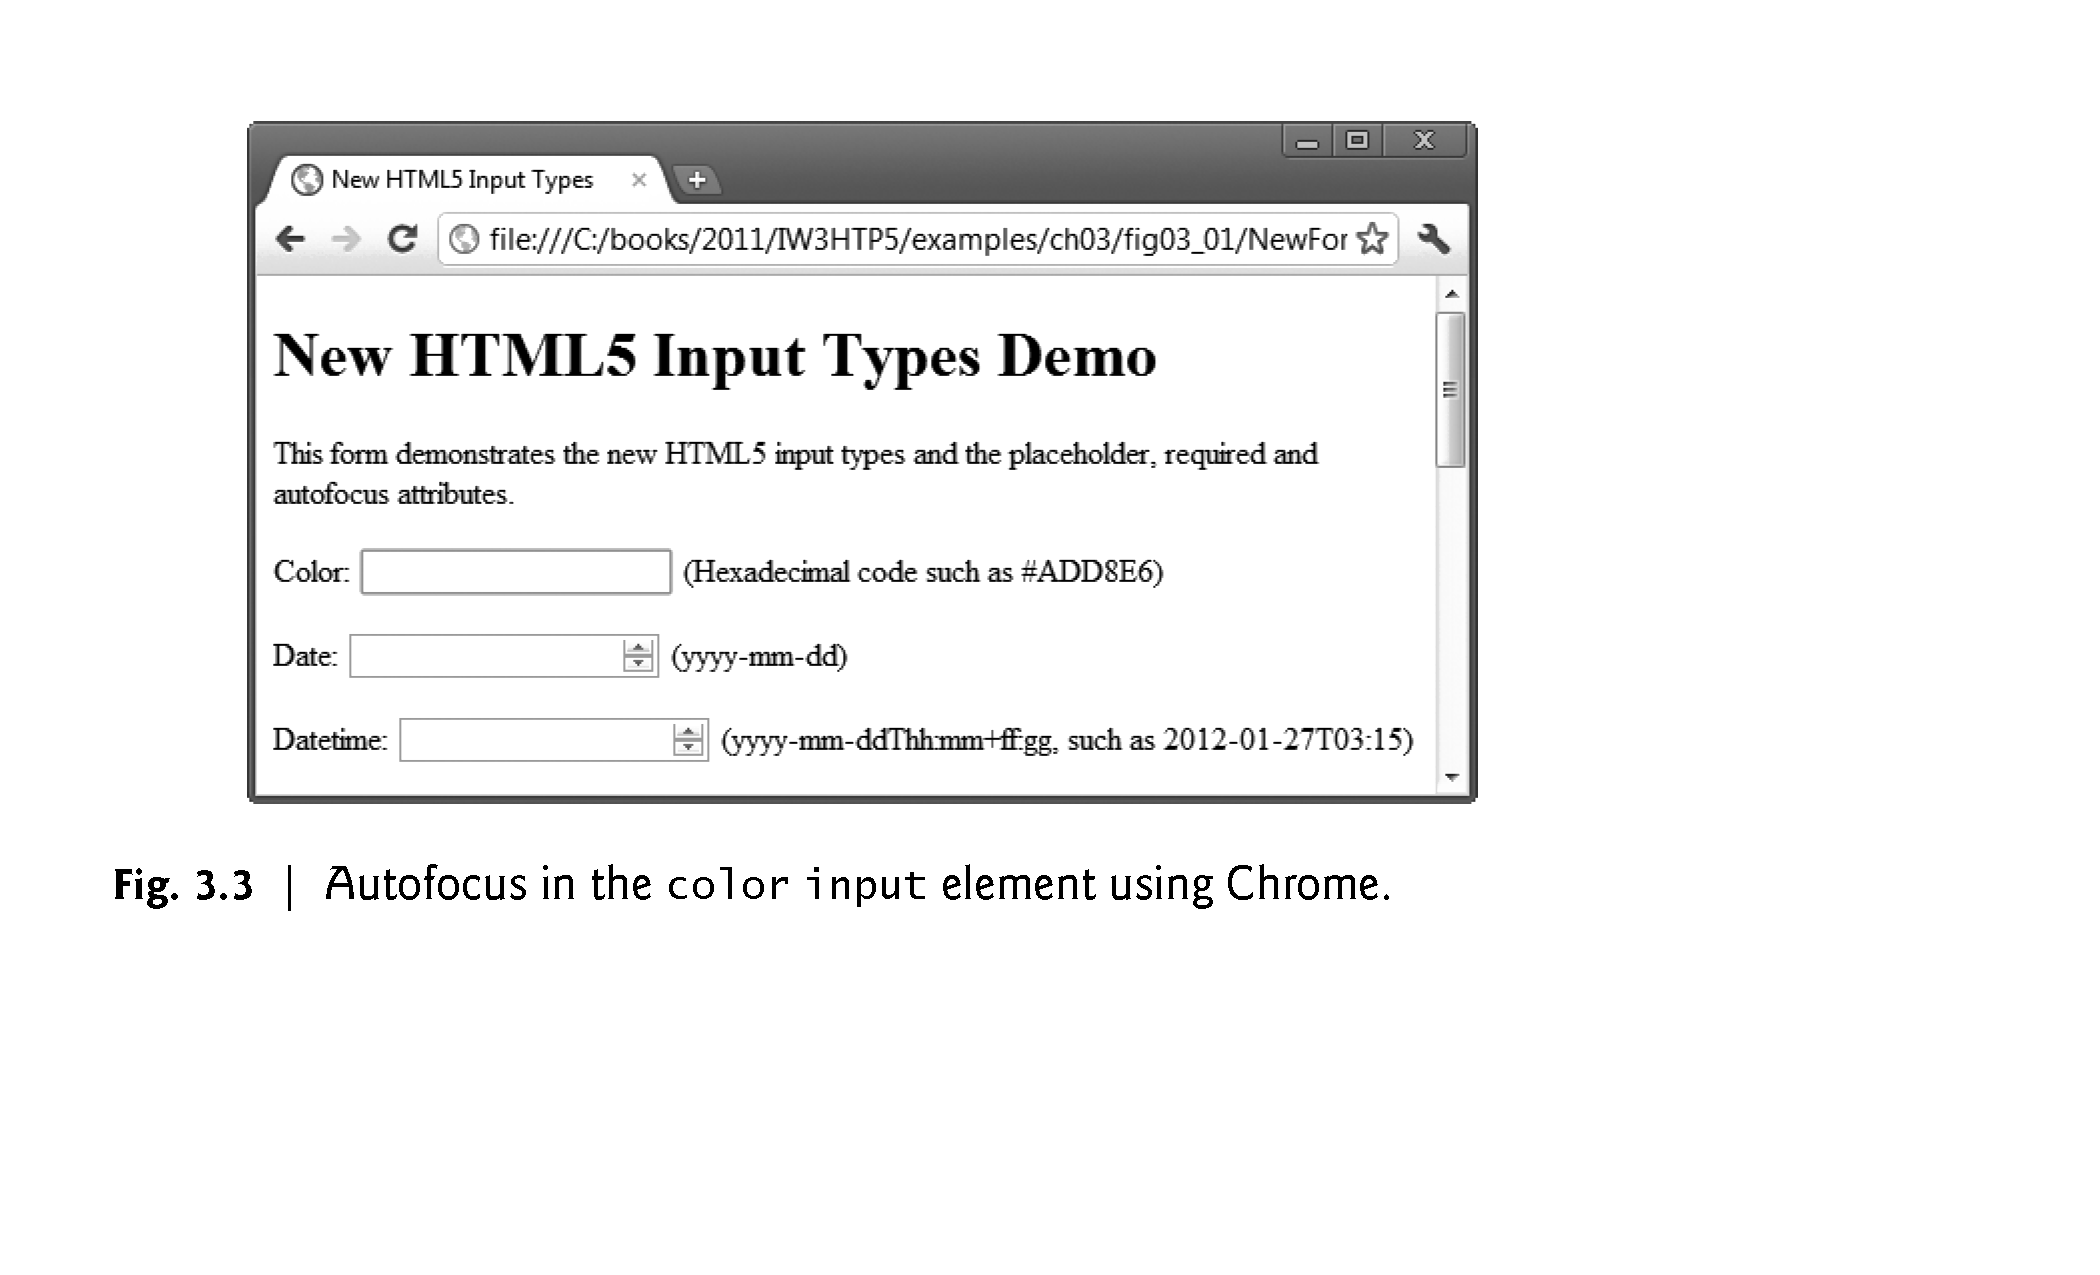 New HTML5 Input Types
file:///C:/books/2011/IW3HTP5/examples/ch03/fig03_01/NewFor
New HTML5 Input Types Demo
This form demonstrates the new HTML5 input types and the placeholder, required and
autofocus attributes.
Color: (Hexadecimal code such as #ADD8E6)
Date: (yyyy-mm-dd)
Datetime: (yyyy-mm-ddThh:mm+ff:gg, such as 2012-01-27T03:15)
Fig. 3.3 | Autofocus in the color input element using Chrome.